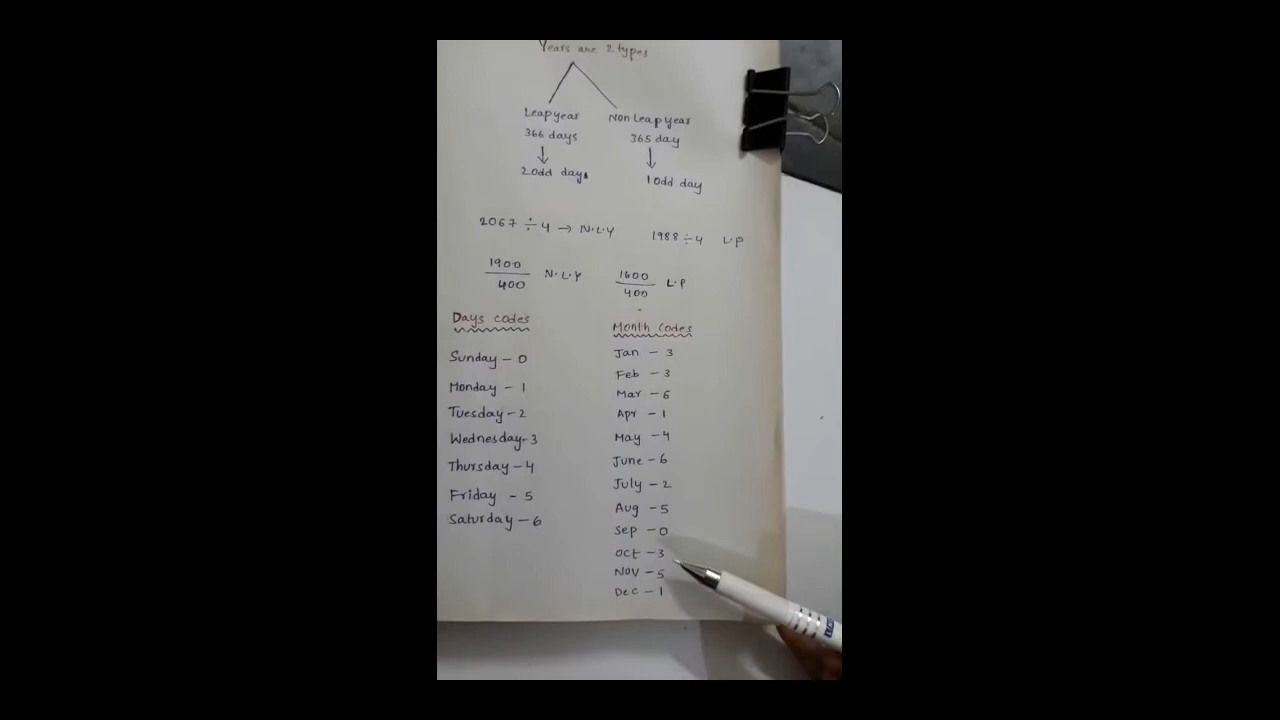 Years are 2 types
Leap year
366 days
2 odd days
Non Leap year
365 day
1 odd day
2067 ÷ 4 → N.L.Y
1988 ÷ 4 L.P
1900
400
N.L.Y
1600
400
L.P
Days codes
Sunday - 0
Monday - 1
Tuesday - 2
Wednesday - 3
Thursday - 4
Friday - 5
Saturday - 6
Month Codes
Jan - 3
Feb - 3
Mar - 6
Apr - 1
May - 4
June - 6
July - 2
Aug - 5
Sep - 0
Oct - 3
Nov - 5
Dec - 1